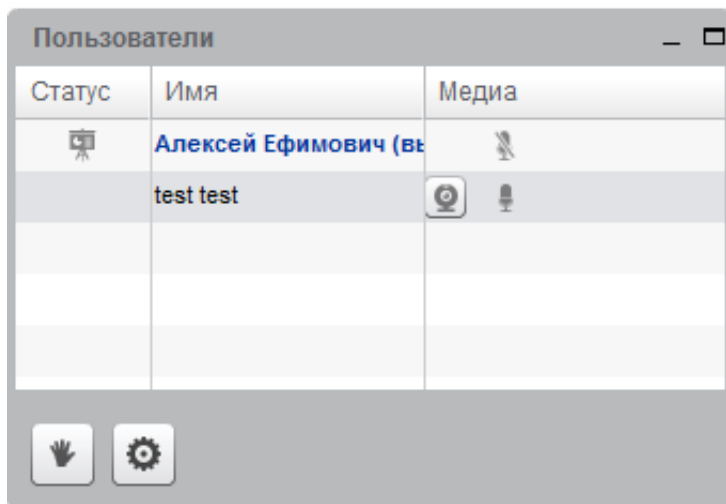 Пользователи
Статус Имя Медиа
Алексей Ефимович (вы
test test